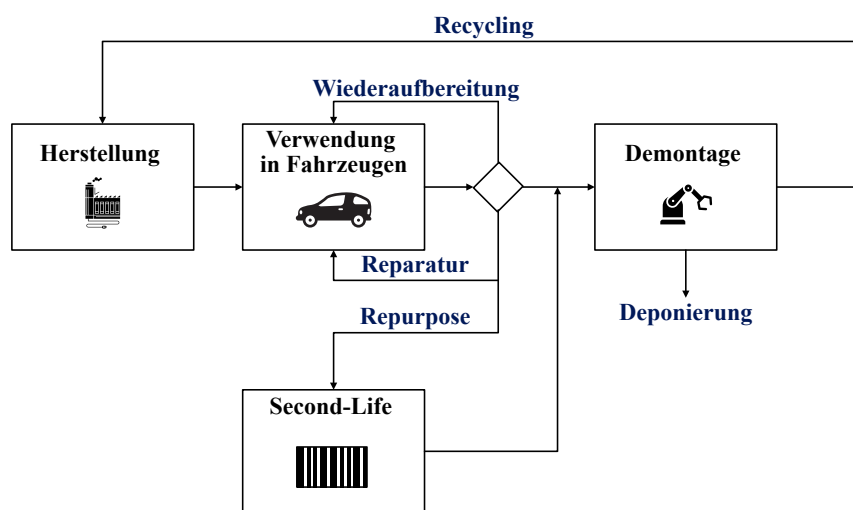 Recycling
Wiederaufbereitung
Herstellung
Verwendung
in Fahrzeugen
Demontage
Reparatur
Repurpose
Deponierung
Second-Life